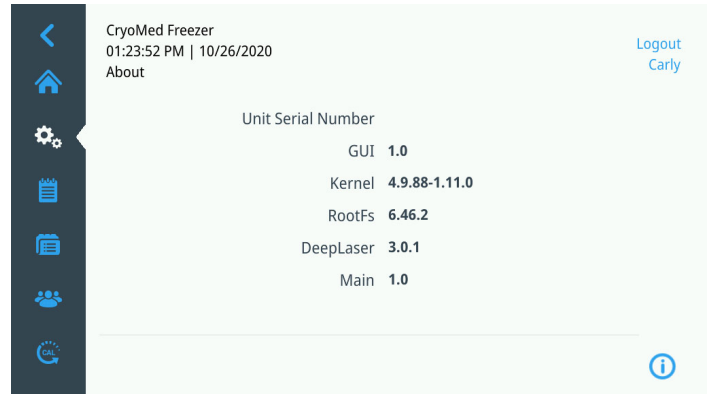 CryoMed Freezer
01:23:52 PM | 10/26/2020
About
Logout
Carly
Unit Serial Number
GUI 1.0
Kernel 4.9.88-1.11.0
RootFs 6.46.2
DeepLaser 3.0.1
Main 1.0
CAL